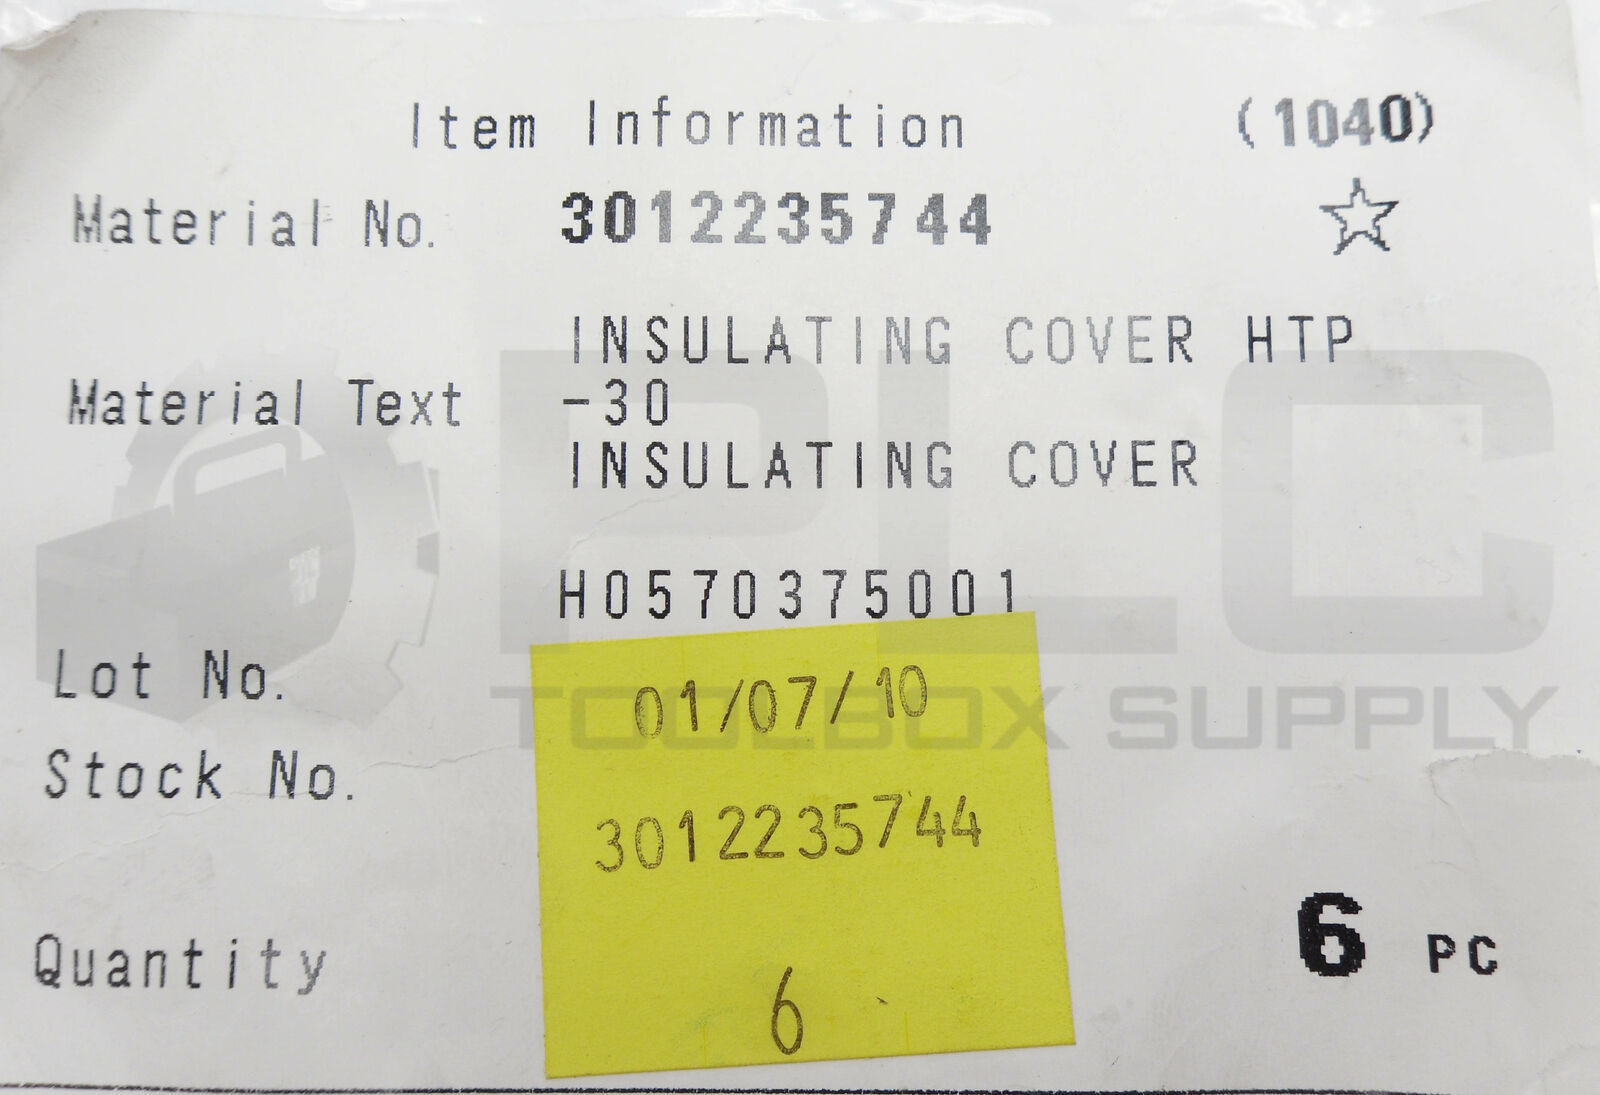 Item Information (1040)
Material No. 3012235744 ☆
INSULATING COVER HTP
Material Text -30
INSULATING COVER
H0570375001
Lot No.
01/07/10
Stock No.
3012235744
Quantity 6 PC
6
PLC
TOOLBOX SUPPLY